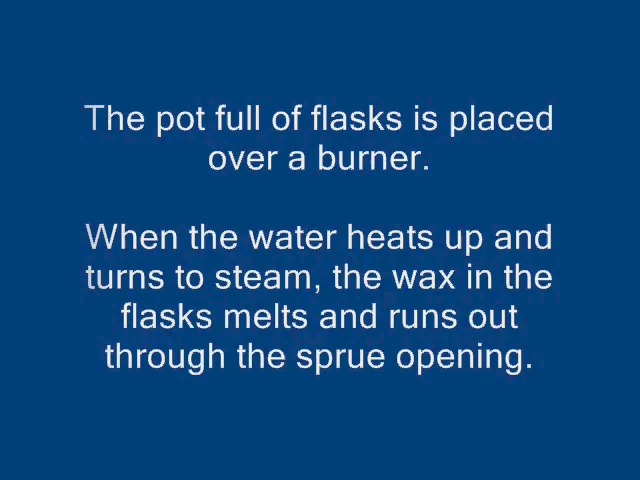 The pot full of flasks is placed
over a burner.
When the water heats up and
turns to steam, the wax in the
flasks melts and runs out
through the sprue opening.